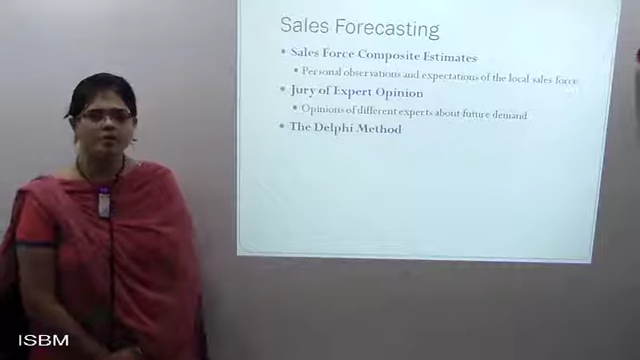 Sales Forecasting
• Sales Force Composite Estimates
• Personal observations and expectations of the local sales force
• Jury of Expert Opinion
• Opinions of different experts about future demand
• The Delphi Method
ISBM